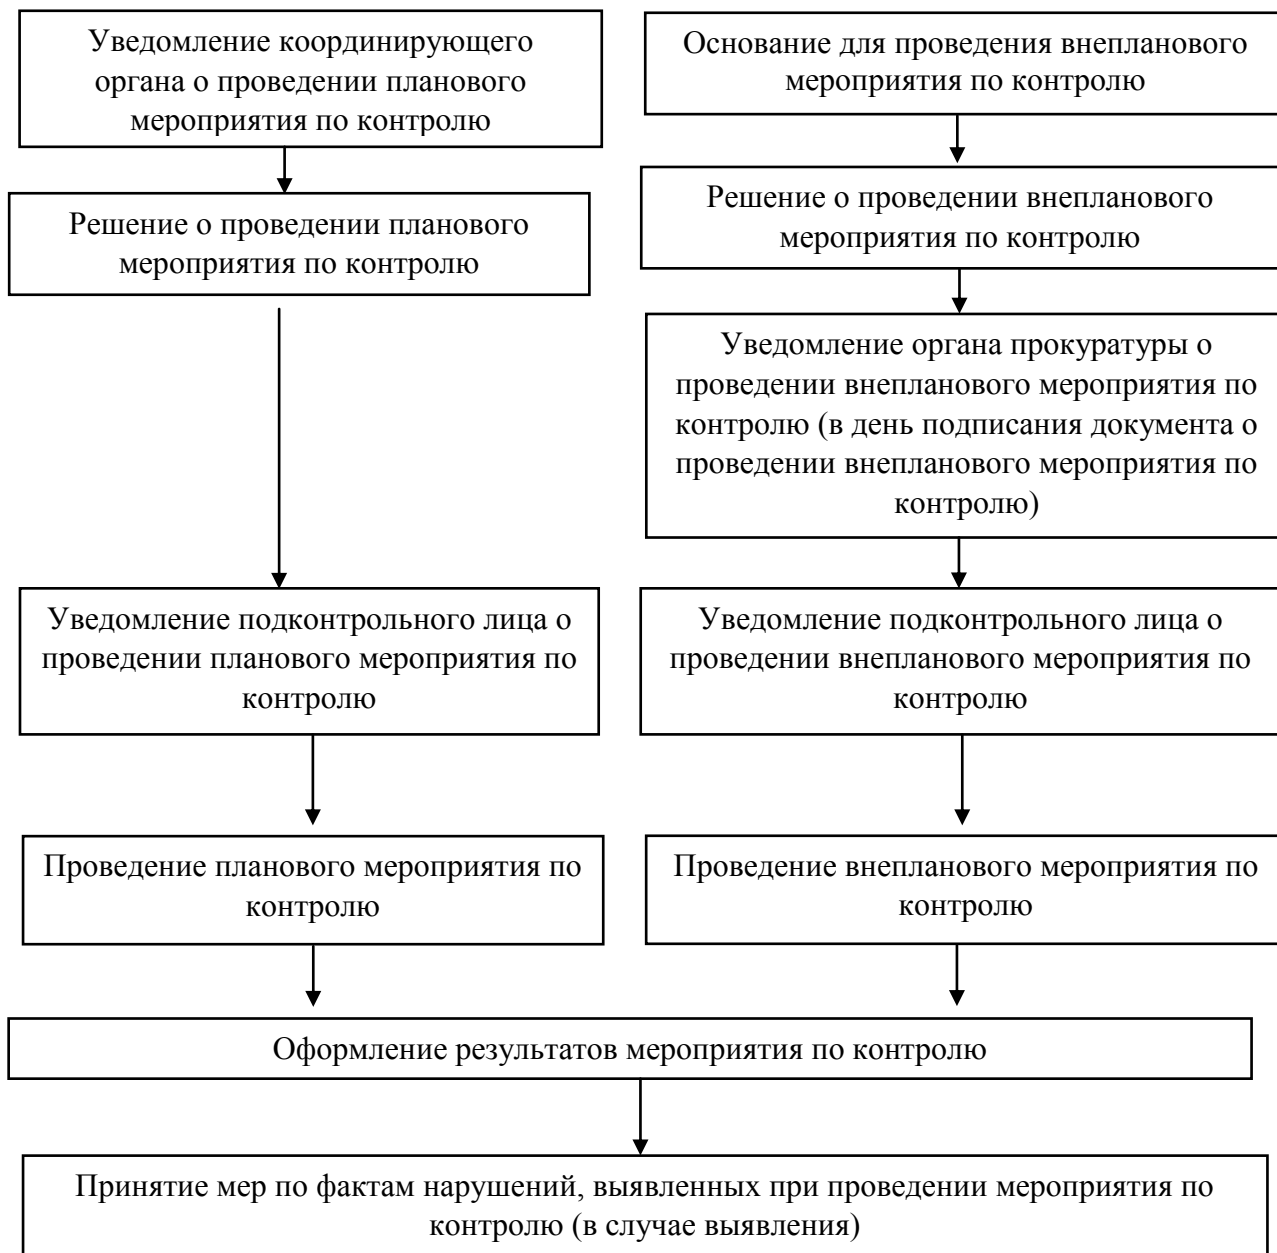 Уведомление координирующего
органа о проведении планового
мероприятия по контролю
Основание для проведения внепланового
мероприятия по контролю
Решение о проведении планового
мероприятия по контролю
Решение о проведении внепланового
мероприятия по контролю
Уведомление органа прокуратуры о
проведении внепланового мероприятия по
контролю (в день подписания документа о
проведении внепланового мероприятия по
контролю)
Уведомление подконтрольного лица о
проведении планового мероприятия по
контролю
Уведомление подконтрольного лица о
проведении внепланового мероприятия по
контролю
Проведение планового мероприятия по
контролю
Проведение внепланового мероприятия по
контролю
Оформление результатов мероприятия по контролю
Принятие мер по фактам нарушений, выявленных при проведении мероприятия по
контролю (в случае выявления)